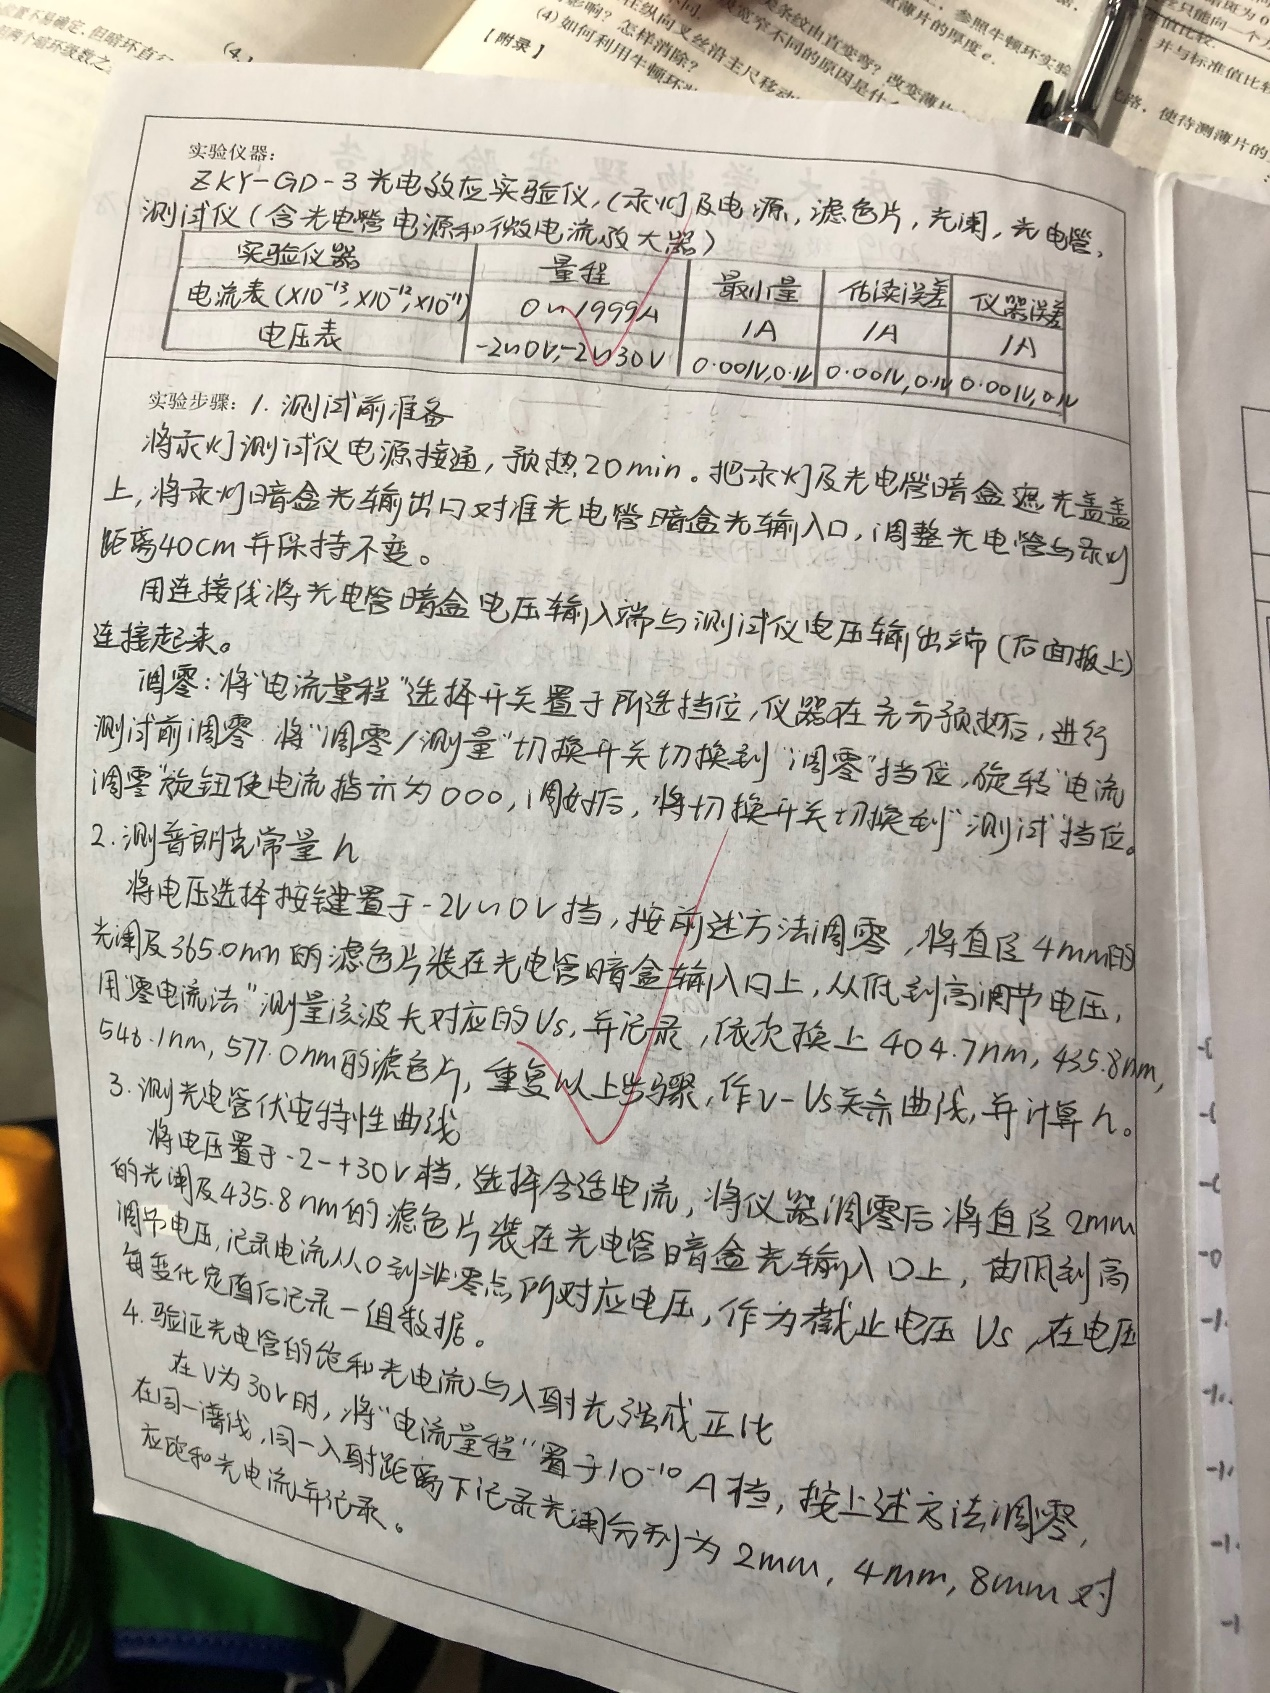 (4)如何利用牛顿环
【附录】
实验仪器:
ZKY-GD-3光电效应实验仪,(汞灯及电源,滤色片,光阑,光电管,
测试仪(含光电管电源和微电流放大器)
实验仪器 量程 最小量 估读误差 仪器误差
电流表(×10⁻¹³,×10⁻¹²,×10⁻¹¹) 0~1999A 1A 1A 1A
电压表 -2~0V,-2~30V 0.001V,0.1V 0.001V,0.1V 0.001V,0.1V
实验步骤: 1.测试前准备
将汞灯测试仪电源接通,预热20min。把汞灯及光电管暗盒遮光盖盖
上,将汞灯暗盒光输出口对准光电管暗盒光输入口,调整光电管与汞灯
距离40cm并保持不变。
用连接线将光电管暗盒电压输入端与测试仪电压输出端(后面板上)
连接起来。
调零:将“电流量程”选择开关置于所选挡位,仪器在充分预热后,进行
测试前调零.将“调零/测量”切换开关切换到“调零”挡位,旋转“电流
调零”旋钮使电流指示为000,调好后,将切换开关切换到“测试”挡位。
2.测普朗克常量h
将电压选择按键置于-2V~0V挡,按前述方法调零,将直径4mm的
光阑及365.0mn的滤色片装在光电管暗盒输入口上,从低到高调节电压,
用“零电流法”测量该波长对应的Us,并记录,依次换上404.7nm,435.8nm,
546.1nm,577.0nm的滤色片,重复以上步骤,作ν-Us关系曲线,并计算h。
3.测光电管伏安特性曲线
将电压置于-2-+30V档,选择合适电流,将仪器调零后将直径2mm
的光阑及435.8nm的滤色片装在光电管暗盒光输入口上,由低到高
调节电压,记录电流从0到非零点所对应电压,作为截止电压Us,在电压
每变化定值后记录一组数据。
4.验证光电管的饱和光电流与入射光强成正比
在V为30V时,将“电流量程”置于10⁻¹⁰A档,按上述方法调零,
在同一谱线,同一入射距离下记录光阑分别为2mm,4mm,8mm对
应饱和光电流并记录。